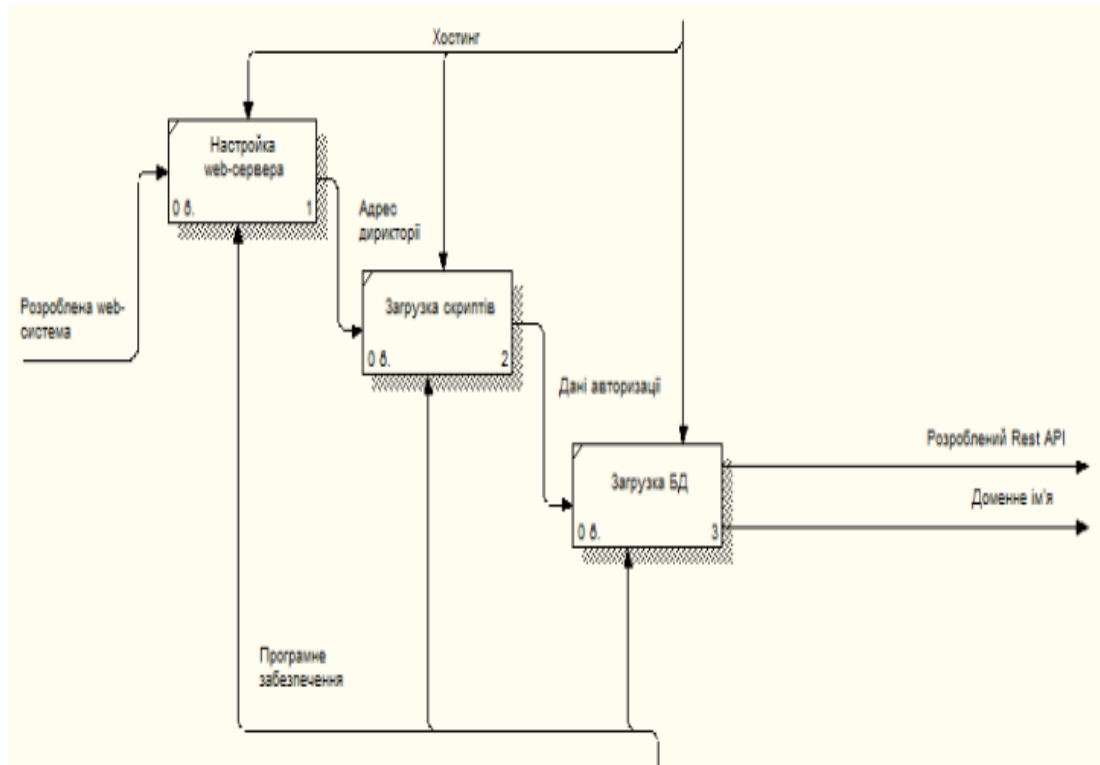 Хостинг
Настройка
web-сервера
0 б. 1
Адрес
дирикторії
Розроблена web-
система
Загрузка скриптів
0 б. 2
Дані авторизації
Загрузка БД
0 б. 3
Розроблений Rest API
Доменне ім'я
Програмне
забезпечення